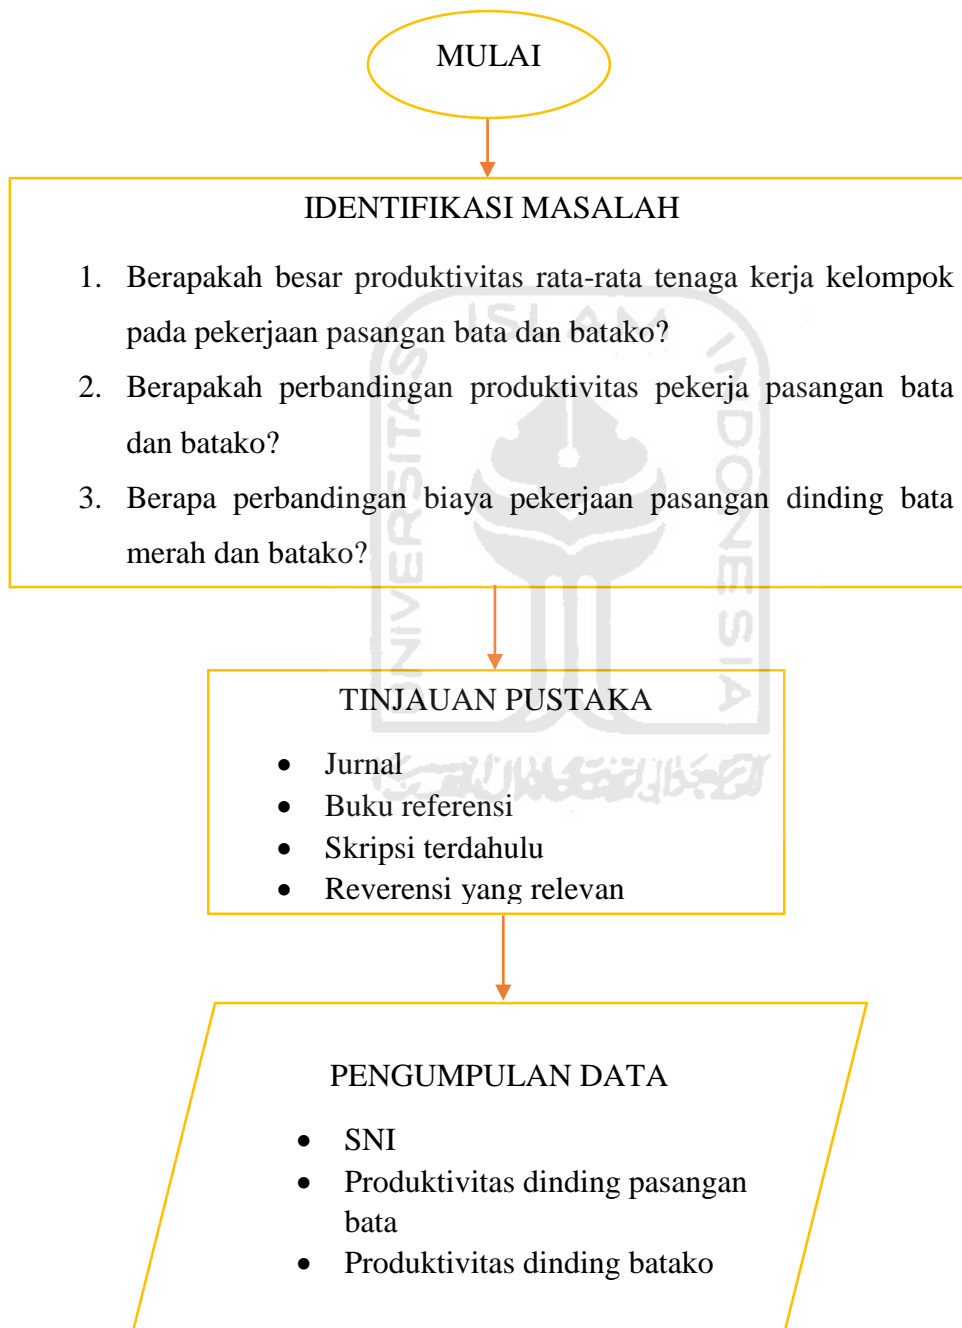 MULAI
IDENTIFIKASI MASALAH
1. Berapakah besar produktivitas rata-rata tenaga kerja kelompok
pada pekerjaan pasangan bata dan batako?
2. Berapakah perbandingan produktivitas pekerja pasangan bata
dan batako?
3. Berapa perbandingan biaya pekerjaan pasangan dinding bata
merah dan batako?
UNIVERSITAS
ISLAM
INDONESIA
TINJAUAN PUSTAKA
• Jurnal
• Buku referensi
• Skripsi terdahulu
• Reverensi yang relevan
PENGUMPULAN DATA
• SNI
• Produktivitas dinding pasangan
bata
• Produktivitas dinding batako